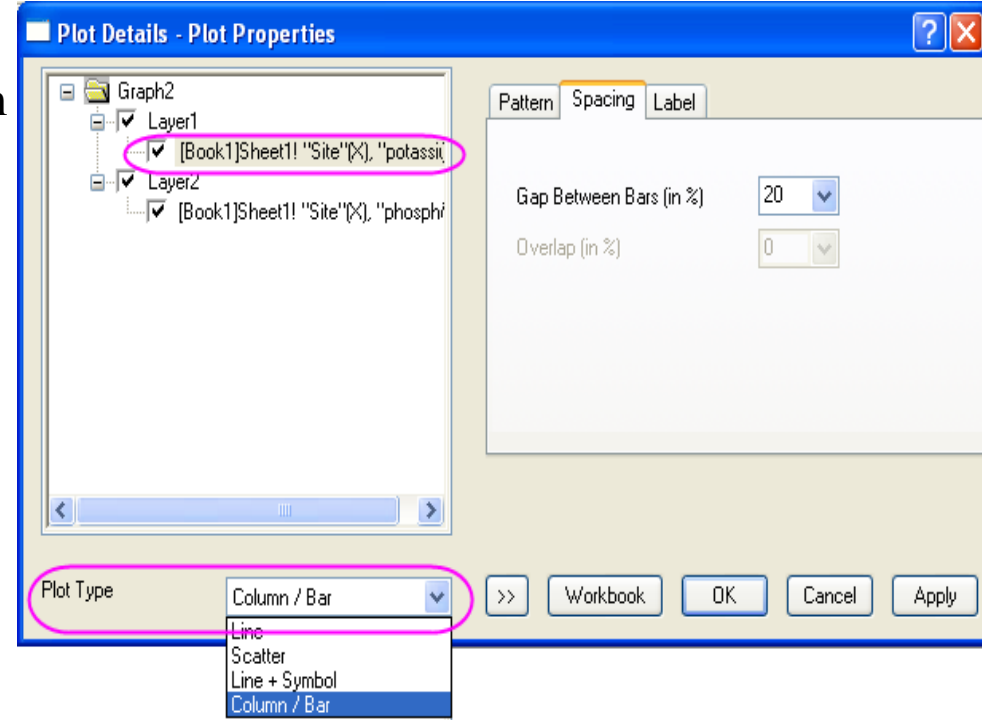 Plot Details - Plot Properties
n
Graph2
Layer1
[Book1]Sheet1! "Site"(X), "potassi
Layer2
[Book1]Sheet1! "Site"(X), "phosph
Pattern Spacing Label
Gap Between Bars (in %) 20
Overlap (in %) 0
Plot Type Column / Bar
>> Workbook OK Cancel Apply
Line
Scatter
Line + Symbol
Column / Bar